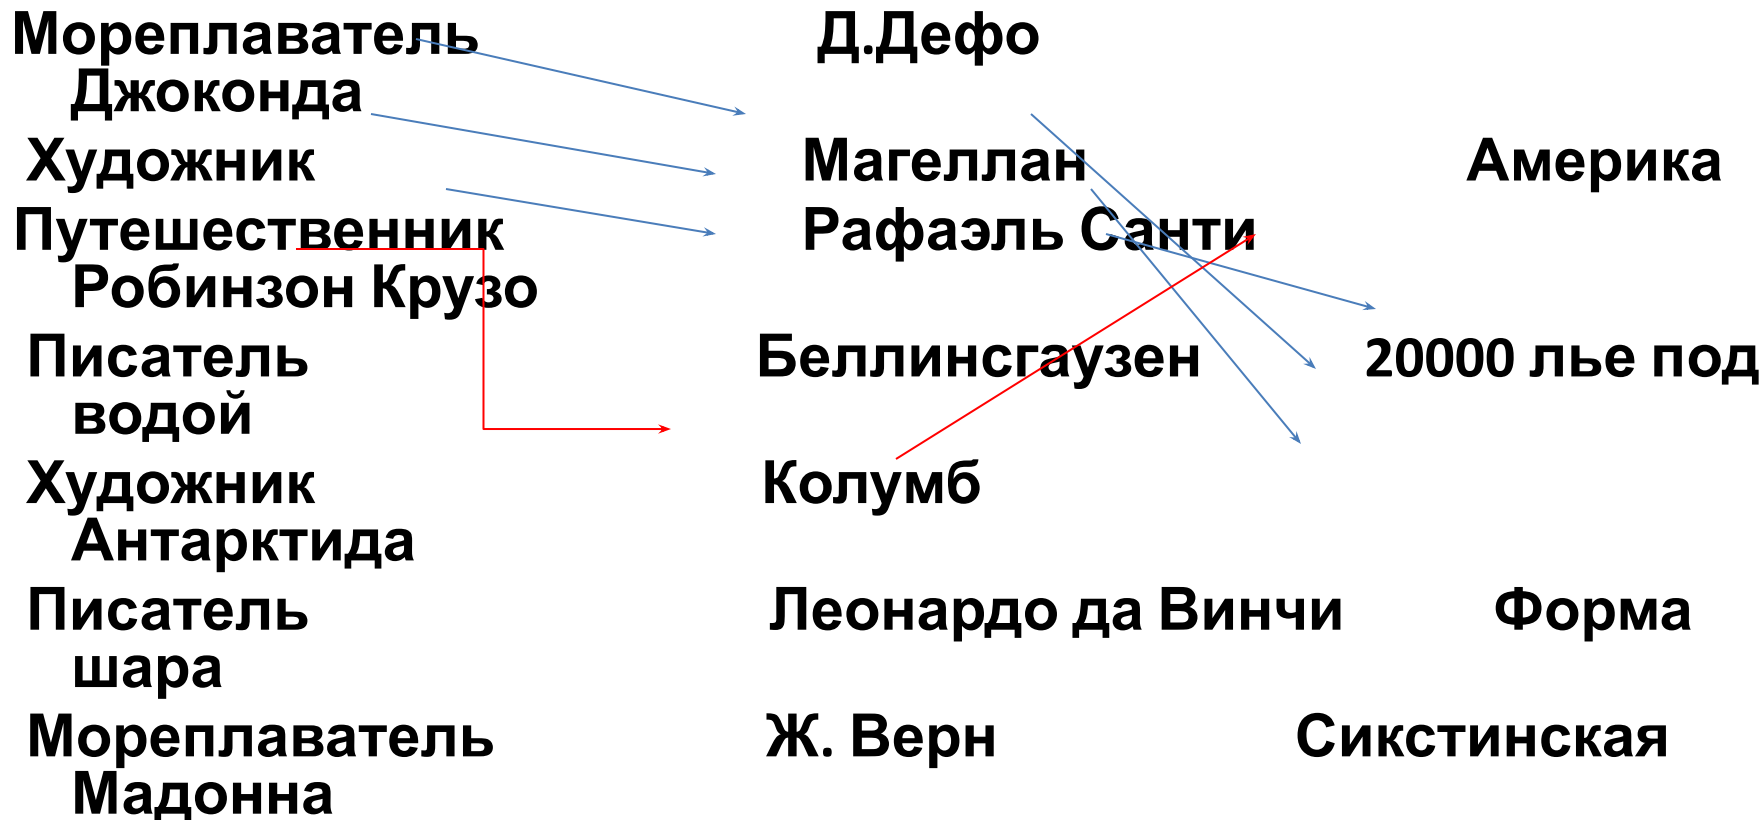 Мореплаватель Д.Дефо
Джоконда
Художник Магеллан Америка
Путешественник Рафаэль Санти
Робинзон Крузо
Писатель Беллинсгаузен 20000 лье под
водой
Художник Колумб
Антарктида
Писатель Леонардо да Винчи Форма
шара
Мореплаватель Ж. Верн Сикстинская
Мадонна